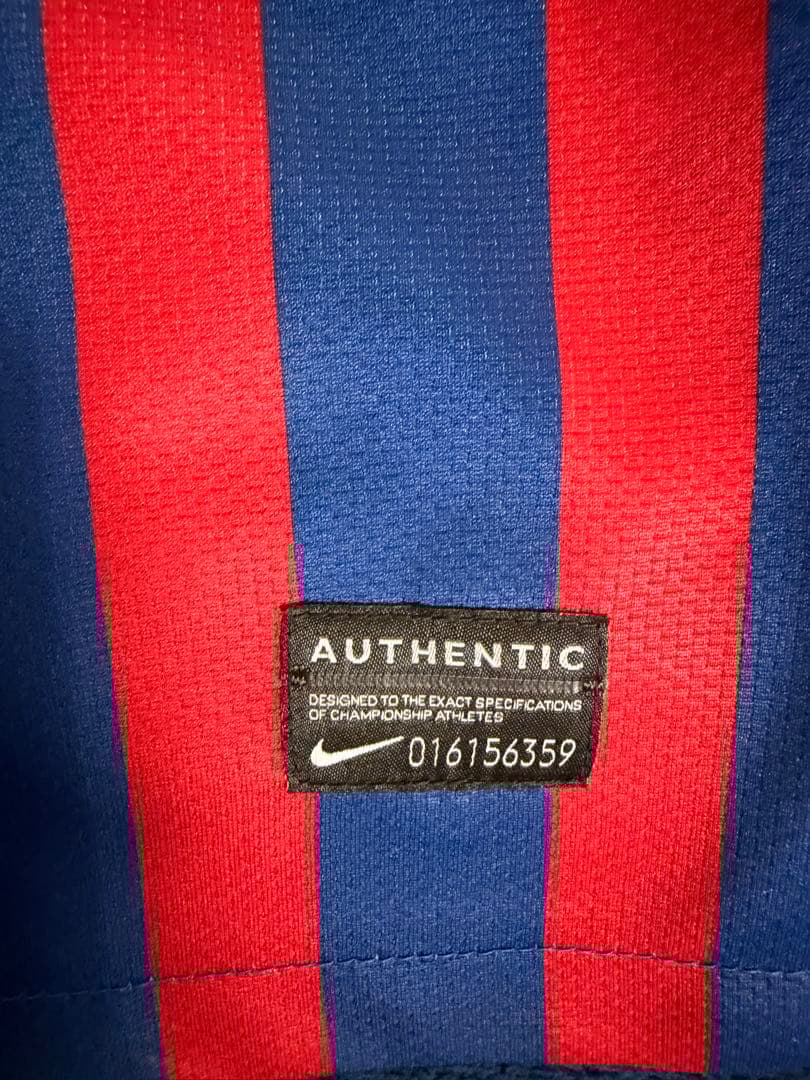 AUTHENTIC
DESIGNED TO THE EXACT SPECIFICATIONS
OF CHAMPIONSHIP ATHLETES
016156359